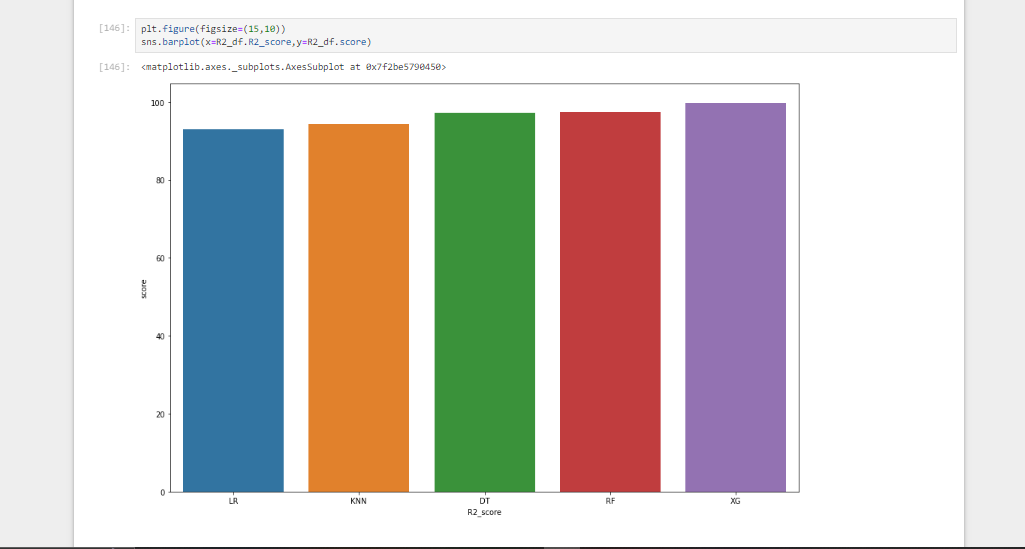 [146]: plt.figure(figsize=(15,10))
sns.barplot(x=R2_df.R2_score,y=R2_df.score)
[146]: <matplotlib.axes._subplots.AxesSubplot at 0x7f2be5790450>
100
80
60
40
20
0
score
LR KNN DT RF XG
R2_score